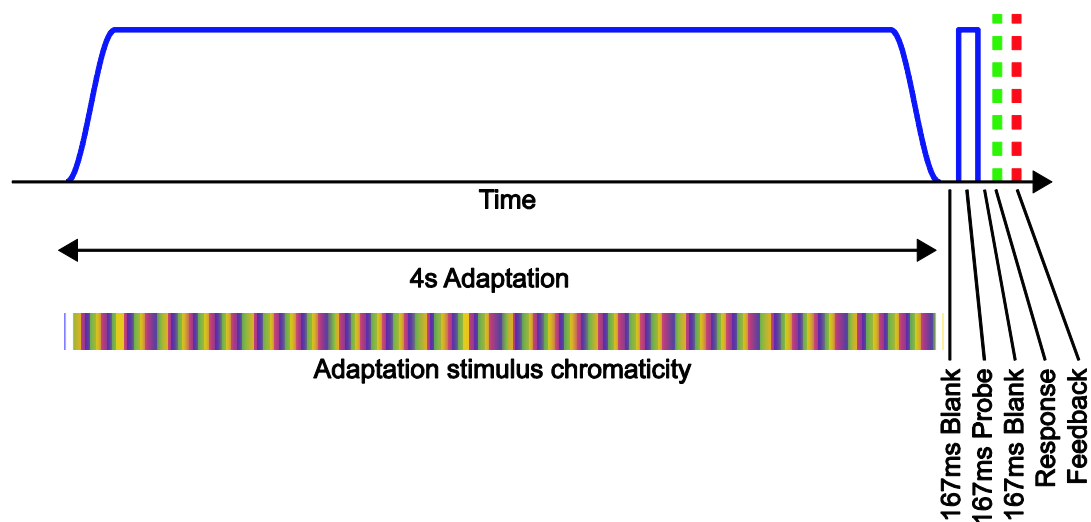 Time
4s Adaptation
Adaptation stimulus chromaticity
167ms Blank
167ms Probe
167ms Blank
Response
Feedback